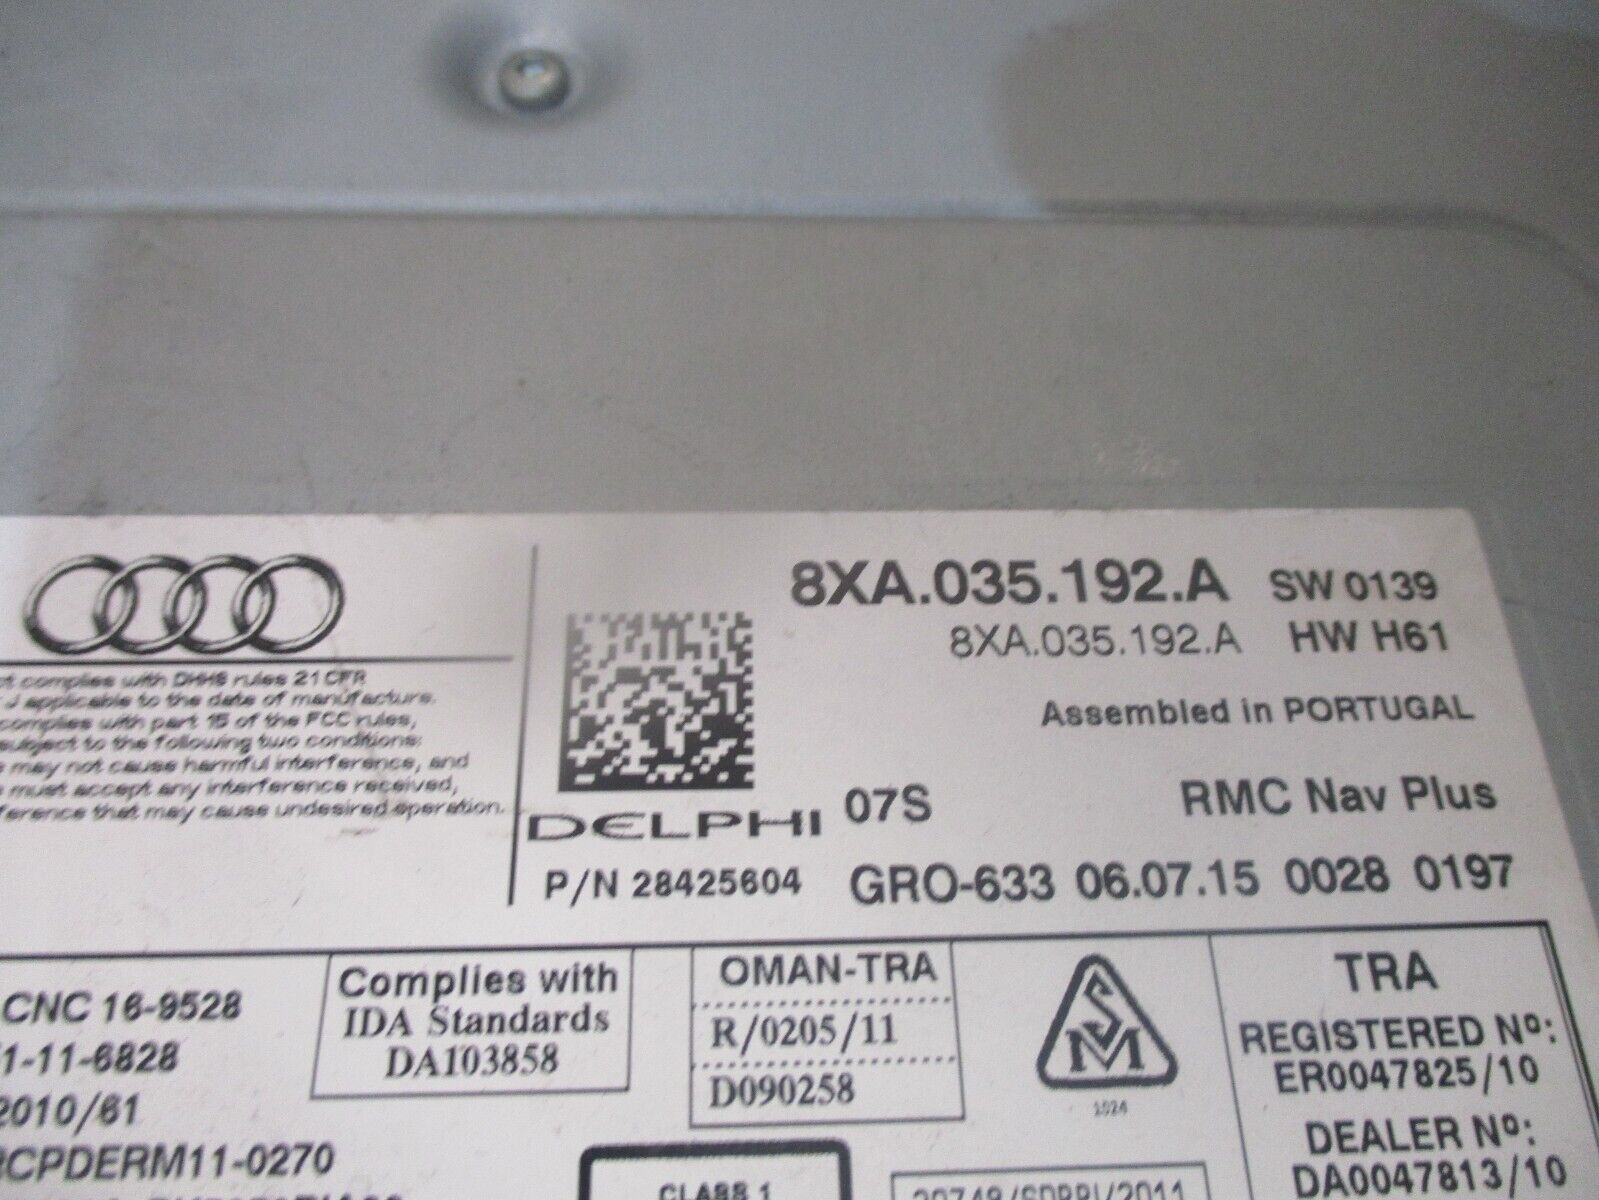 8XA.035.192.A SW 0139
8XA.035.192.A HW H61
Assembled in PORTUGAL
complies with DHHS rules 21 CFR
J applicable to the date of manufacture.
complies with part 15 of the FCC rules,
subject to the following two conditions:
may not cause harmful interference, and
must accept any interference received,
ference that may cause undesired operation.
DELPHI 07S RMC Nav Plus
P/N 28425604 GRO-633 06.07.15 0028 0197
CNC 16-9528
1-11-6828
2010/61
RCPDERM11-0270
Complies with
IDA Standards
DA103858
OMAN-TRA
R/0205/11
D090258
SM
1024
TRA
REGISTERED Nº:
ER0047825/10
DEALER Nº:
DA0047813/10
CLASS 1